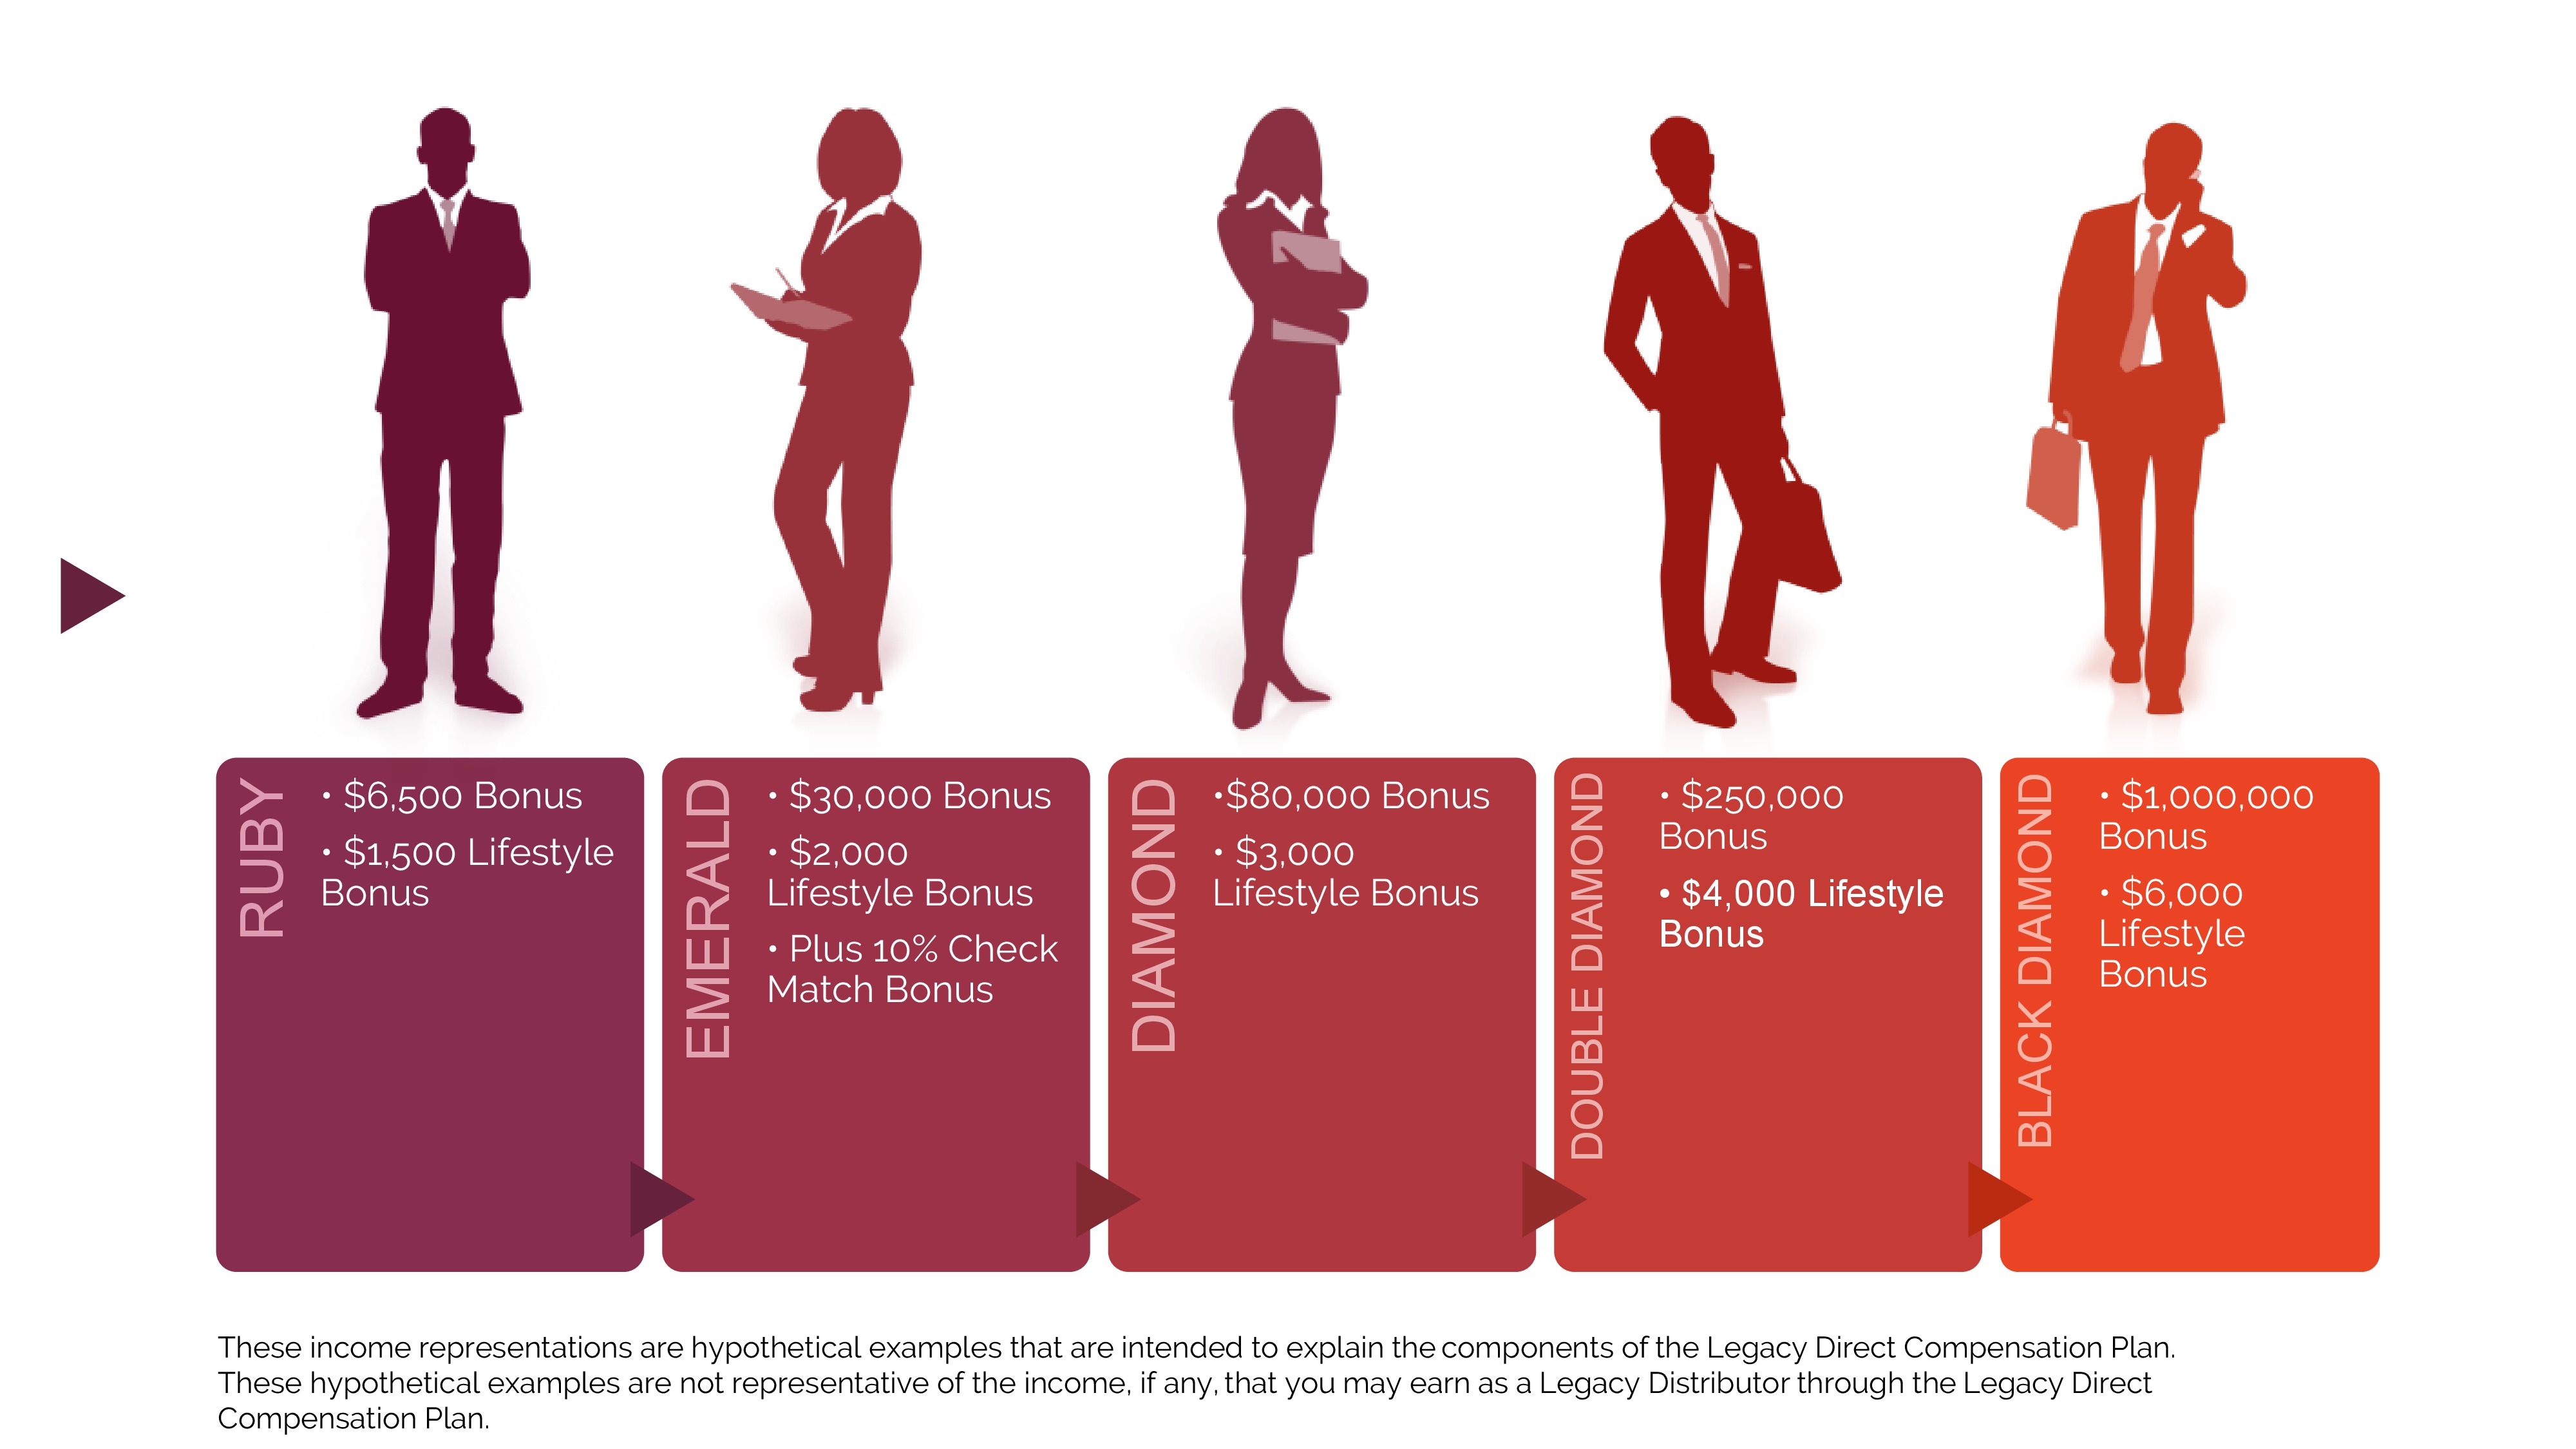 RUBY
• $6,500 Bonus
• $1,500 Lifestyle
Bonus
EMERALD
• $30,000 Bonus
• $2,000
Lifestyle Bonus
• Plus 10% Check
Match Bonus
DIAMOND
•$80,000 Bonus
• $3,000
Lifestyle Bonus
DOUBLE DIAMOND
• $250,000
Bonus
• $4,000 Lifestyle
Bonus
BLACK DIAMOND
• $1,000,000
Bonus
• $6,000
Lifestyle
Bonus
These income representations are hypothetical examples that are intended to explain the components of the Legacy Direct Compensation Plan.
These hypothetical examples are not representative of the income, if any, that you may earn as a Legacy Distributor through the Legacy Direct
Compensation Plan.